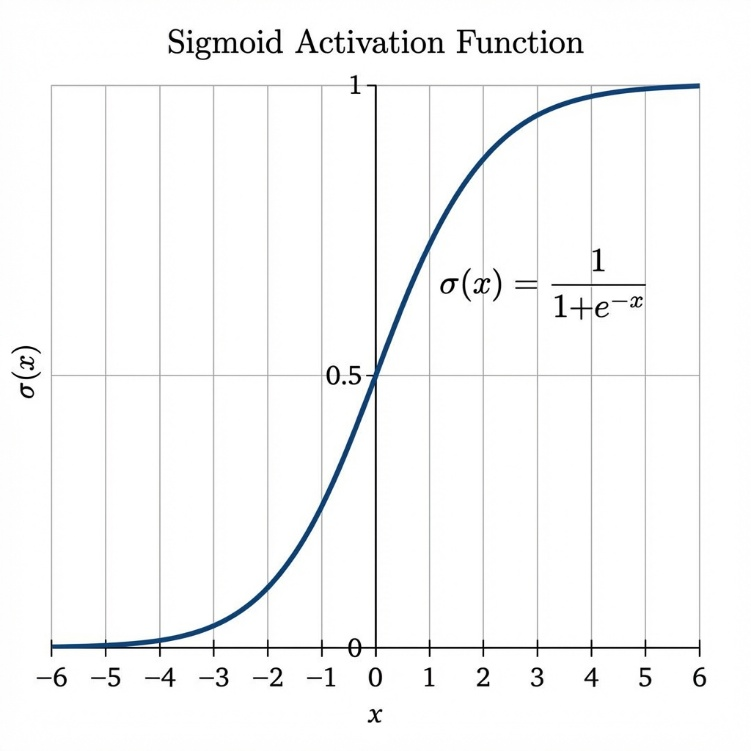 Sigmoid Activation Function
1
σ(x) = 1/(1+e^{−x})
σ(x)
0.5
0
−6 −5 −4 −3 −2 −1 0 1 2 3 4 5 6
x